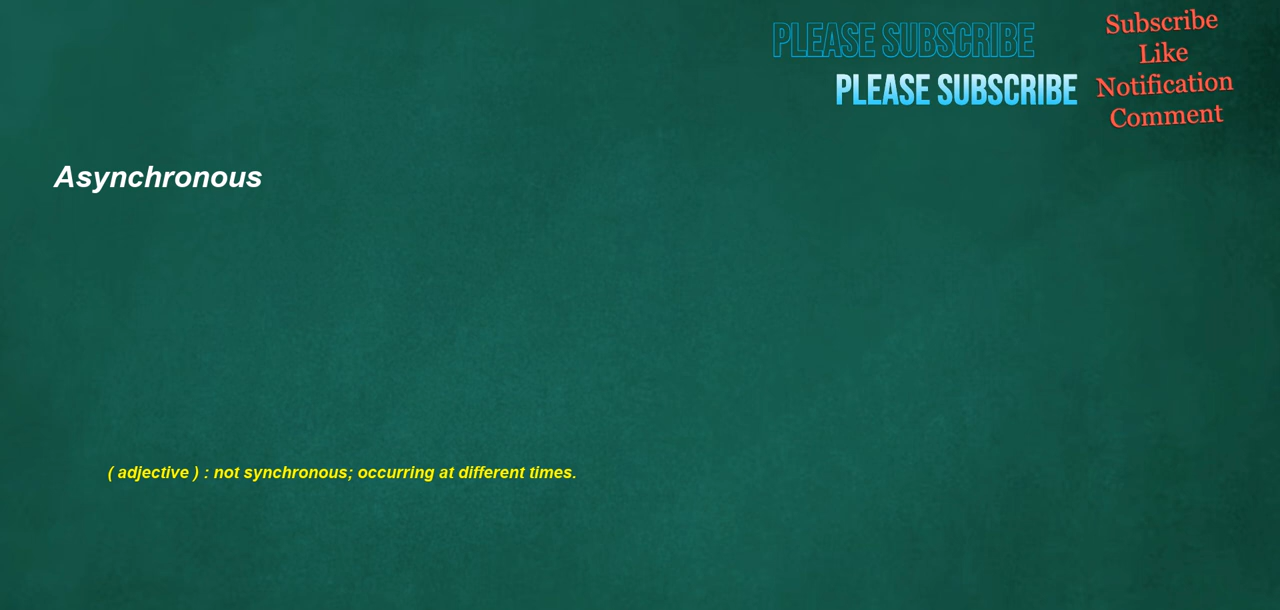 PLEASE SUBSCRIBE
PLEASE SUBSCRIBE
Subscribe
Like
Notification
Comment
Asynchronous
( adjective ) : not synchronous; occurring at different times.